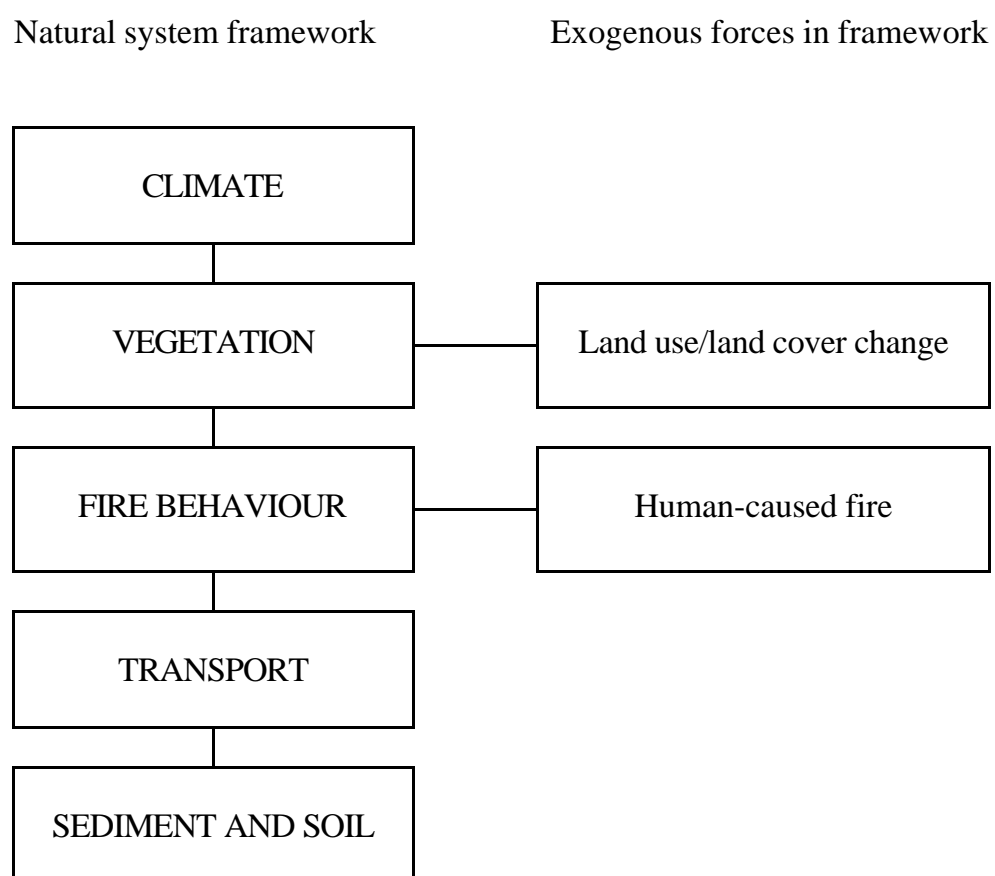 Natural system framework
Exogenous forces in framework
CLIMATE
VEGETATION
Land use/land cover change
FIRE BEHAVIOUR
Human-caused fire
TRANSPORT
SEDIMENT AND SOIL